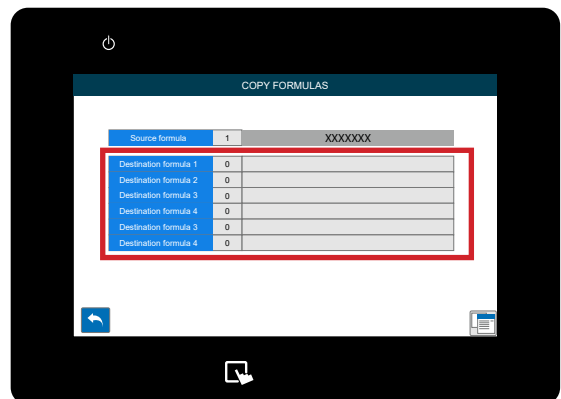 COPY FORMULAS
Source formula 1 XXXXXXX
Destination formula 1 0
Destination formula 2 0
Destination formula 3 0
Destination formula 4 0
Destination formula 3 0
Destination formula 4 0